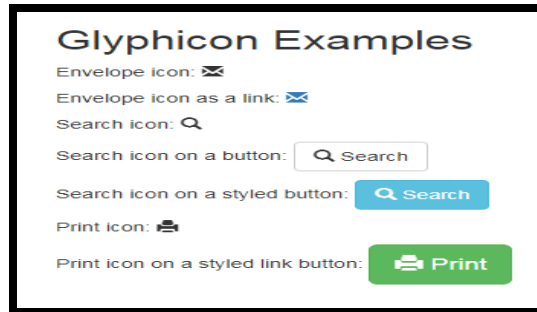 Glyphicon Examples
Envelope icon:
Envelope icon as a link:
Search icon:
Search icon on a button: Search
Search icon on a styled button: Search
Print icon:
Print icon on a styled link button: Print